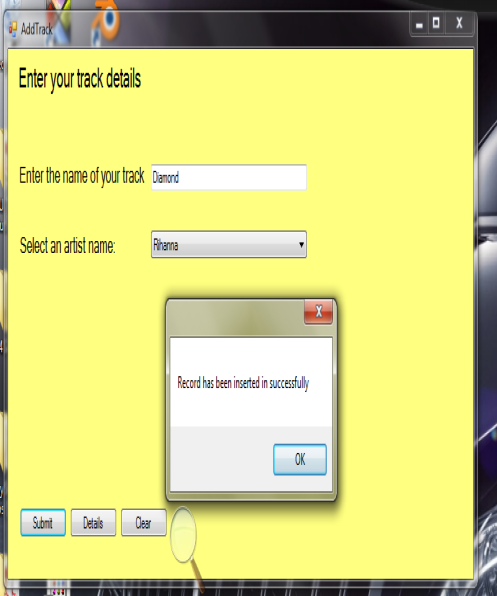 AddTrack
Enter your track details
Enter the name of your track Diamond
Select an artist name: Rihanna
X
Record has been inserted in successfully
OK
Submit Details Clear